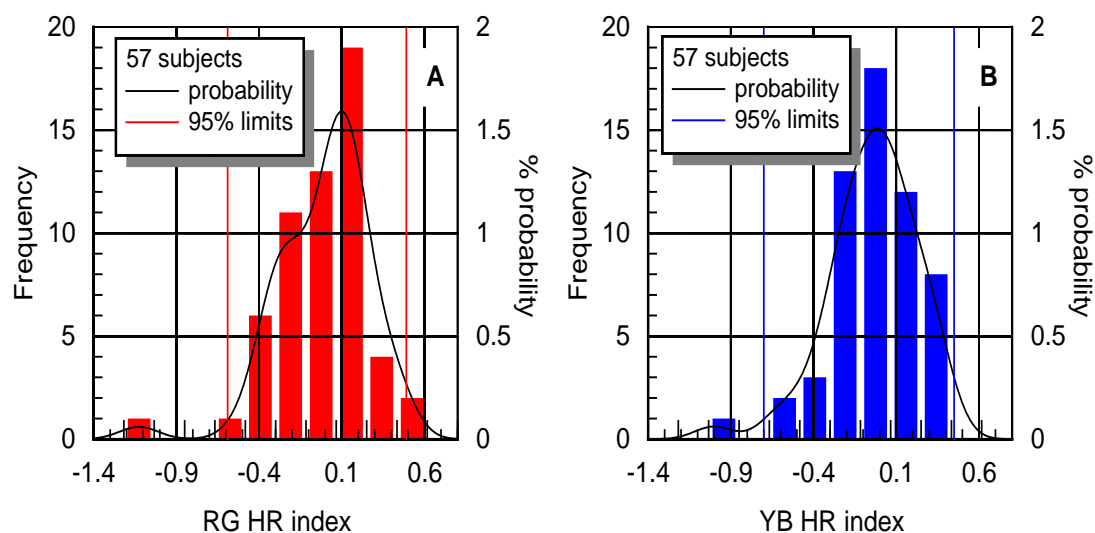 20
15
10
5
0
Frequency
57 subjects
probability
95% limits
A
2
1.5
1
0.5
0
% probability
-1.4 -0.9 -0.4 0.1 0.6
RG HR index
20
15
10
5
0
Frequency
57 subjects
probability
95% limits
B
2
1.5
1
0.5
0
% probability
-1.4 -0.9 -0.4 0.1 0.6
YB HR index